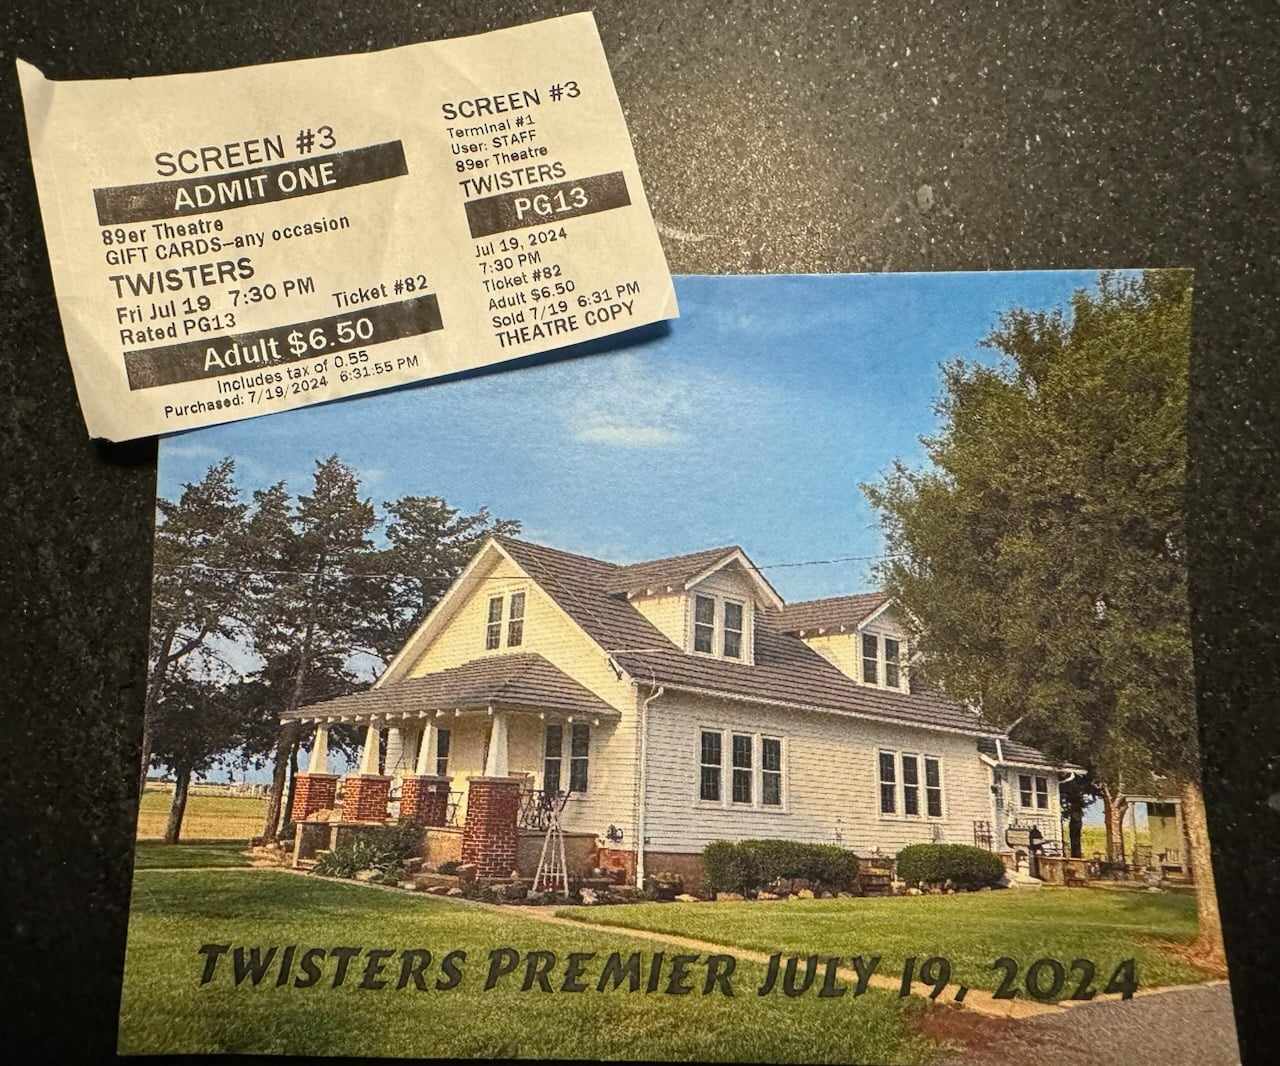 SCREEN #3
ADMIT ONE
89er Theatre
GIFT CARDS—any occasion
TWISTERS
Fri Jul 19 7:30 PM Ticket #82
Rated PG13
Adult $6.50
Includes tax of 0.55
Purchased: 7/19/2024 6:31:55 PM
SCREEN #3
Terminal #1
User: STAFF
89er Theatre
TWISTERS
PG13
Jul 19, 2024
7:30 PM
Ticket #82
Adult $6.50
Sold 7/19 6:31 PM
THEATRE COPY
TWISTERS PREMIER JULY 19, 2024